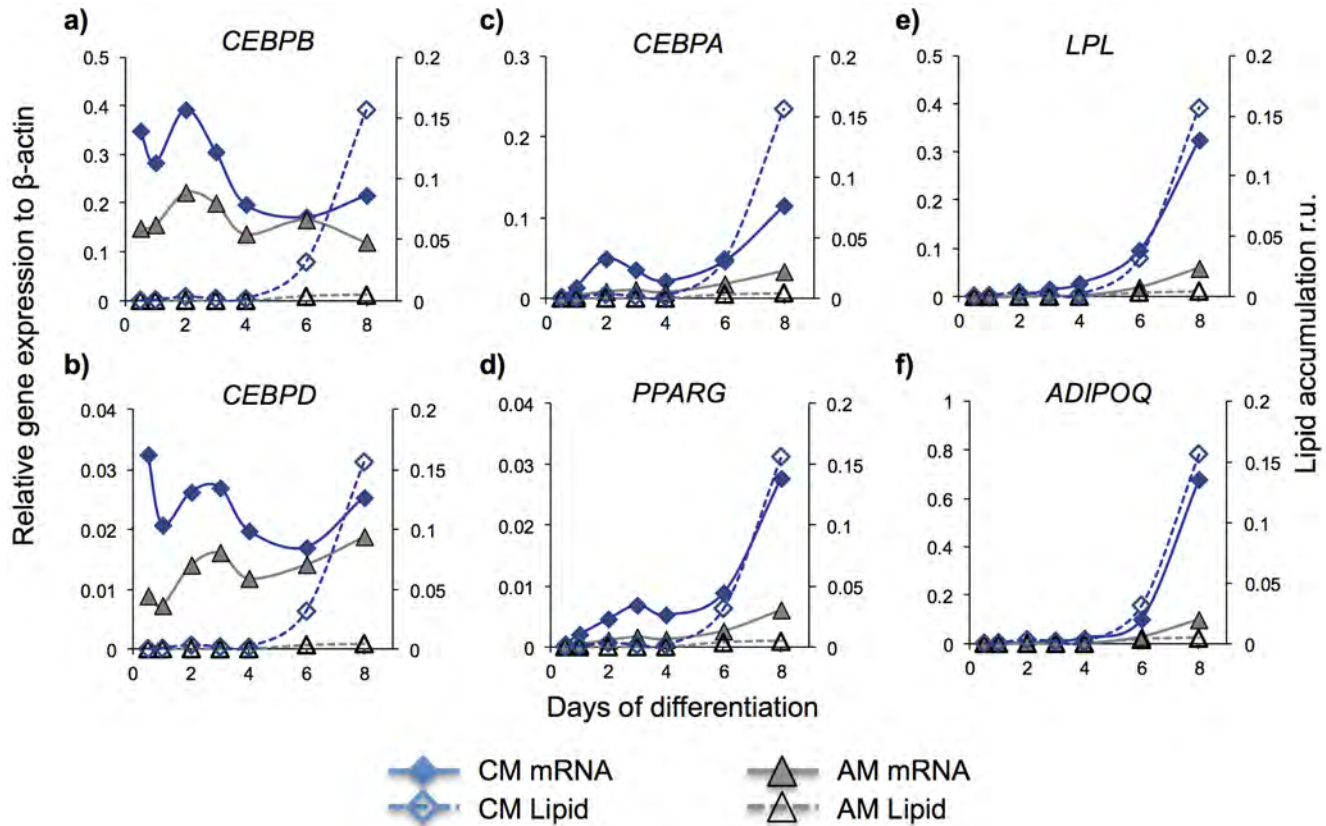 a)
CEBPB
0.5
0.4
0.3
0.2
0.1
0
0.2
0.15
0.1
0.05
0
0 2 4 6 8
c)
CEBPA
0.3
0.2
0.1
0
0.2
0.15
0.1
0.05
0
0 2 4 6 8
e)
LPL
0.5
0.4
0.3
0.2
0.1
0
0.2
0.15
0.1
0.05
0
0 2 4 6 8
b)
CEBPD
0.04
0.03
0.02
0.01
0
0.2
0.15
0.1
0.05
0
0 2 4 6 8
d)
PPARG
0.04
0.03
0.02
0.01
0
0.2
0.15
0.1
0.05
0
0 2 4 6 8
f)
ADIPOQ
1
0.8
0.6
0.4
0.2
0
0.2
0.15
0.1
0.05
0
0 2 4 6 8
Relative gene expression to β-actin
Lipid accumulation r.u.
Days of differentiation
CM mRNA
AM mRNA
CM Lipid
AM Lipid